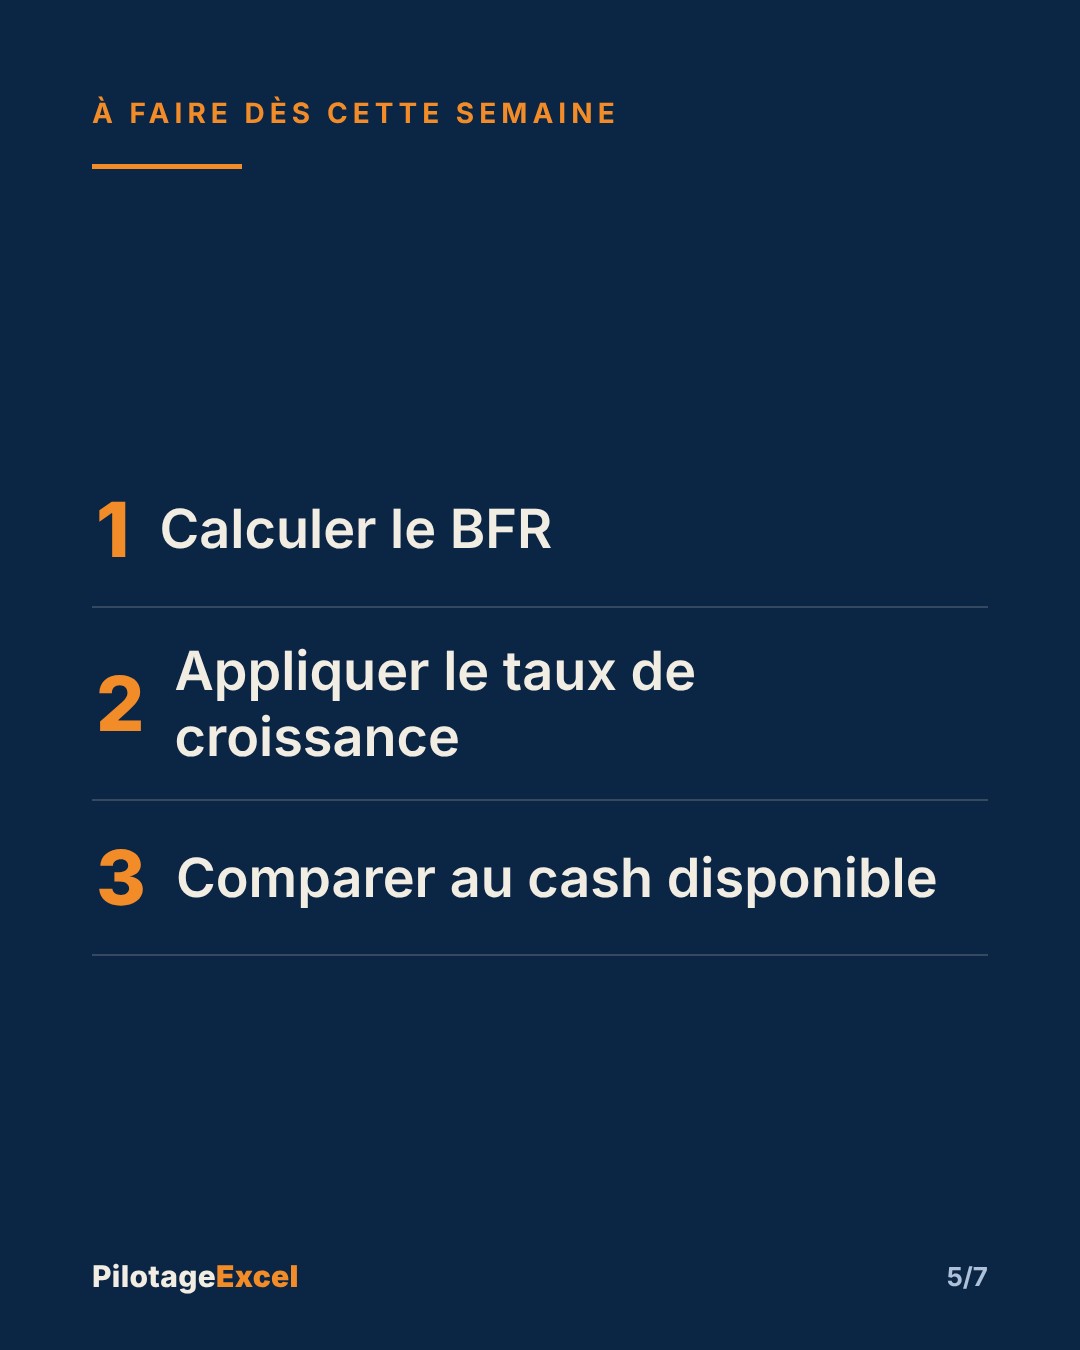 À FAIRE DÈS CETTE SEMAINE
1 Calculer le BFR
2 Appliquer le taux de
croissance
3 Comparer au cash disponible
PilotageExcel
5/7